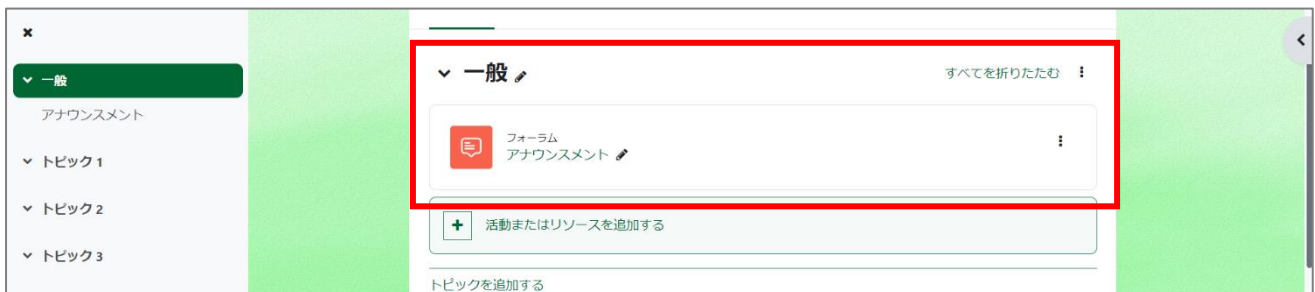 一般
アナウンスメント
トピック 1
トピック 2
トピック 3
一般
すべてを折りたたむ
フォーラム
アナウンスメント
活動またはリソースを追加する
トピックを追加する